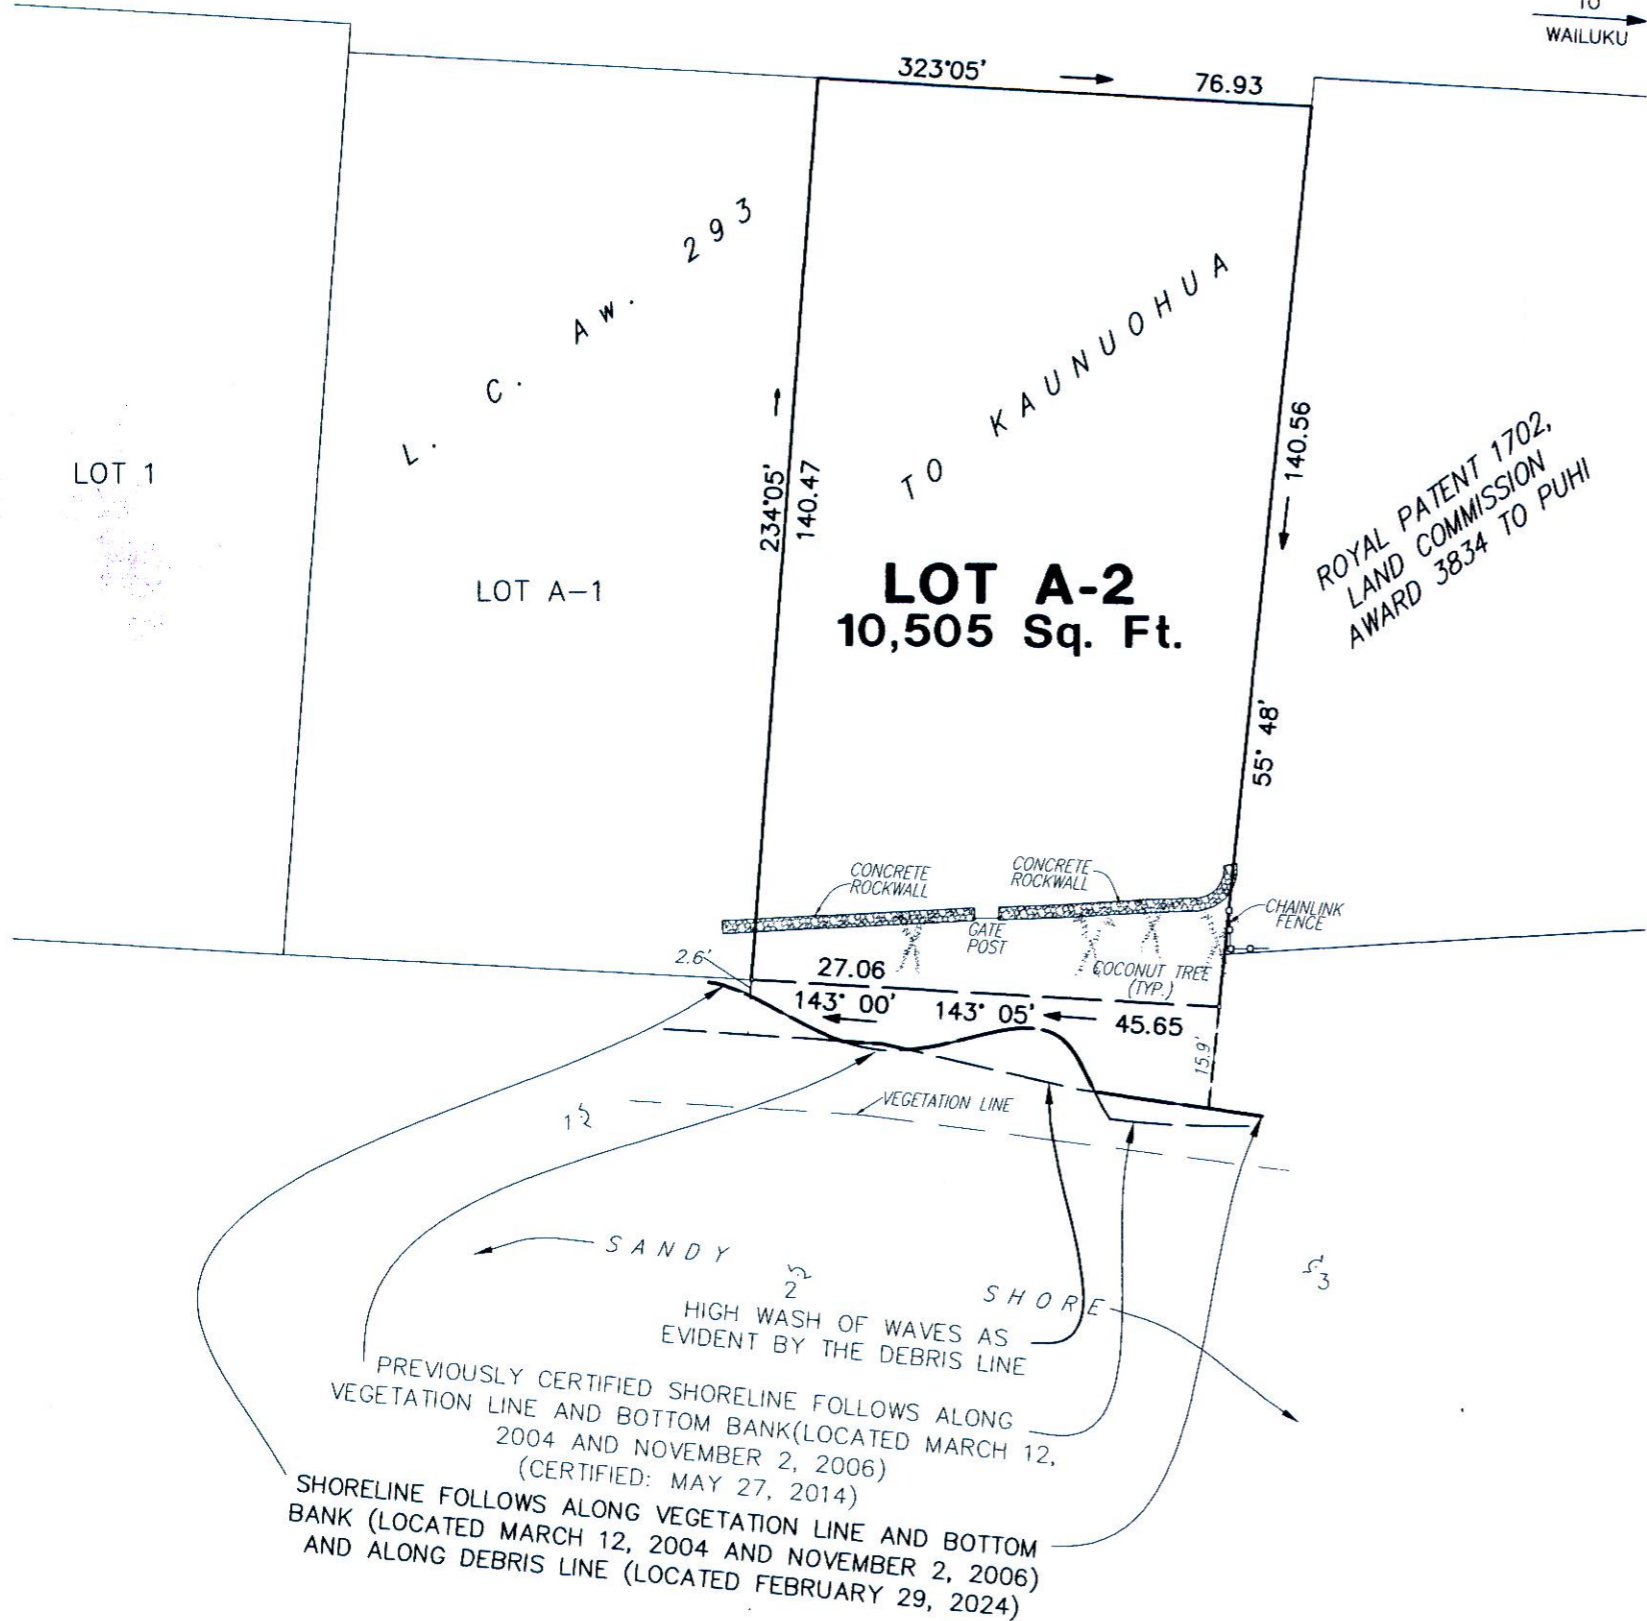 TO
WAILUKU
323°05' 76.93
L. C. Aw. 293
TO KAUNUOHUA
234°05'
140.47
140.56
55° 48'
ROYAL PATENT 1702,
LAND COMMISSION
AWARD 3834 TO PUHI
LOT 1
LOT A-1
LOT A-2
10,505 Sq. Ft.
CONCRETE
ROCKWALL
CONCRETE
ROCKWALL
GATE
POST
CHAINLINK
FENCE
COCONUT TREE
(TYP.)
2.6'
27.06
143° 00' 143° 05' 45.65
15.9'
VEGETATION LINE
SANDY SHORE
HIGH WASH OF WAVES AS
EVIDENT BY THE DEBRIS LINE
PREVIOUSLY CERTIFIED SHORELINE FOLLOWS ALONG
VEGETATION LINE AND BOTTOM BANK(LOCATED MARCH 12,
2004 AND NOVEMBER 2, 2006)
(CERTIFIED: MAY 27, 2014)
SHORELINE FOLLOWS ALONG VEGETATION LINE AND BOTTOM
BANK (LOCATED MARCH 12, 2004 AND NOVEMBER 2, 2006)
AND ALONG DEBRIS LINE (LOCATED FEBRUARY 29, 2024)
1
2
3